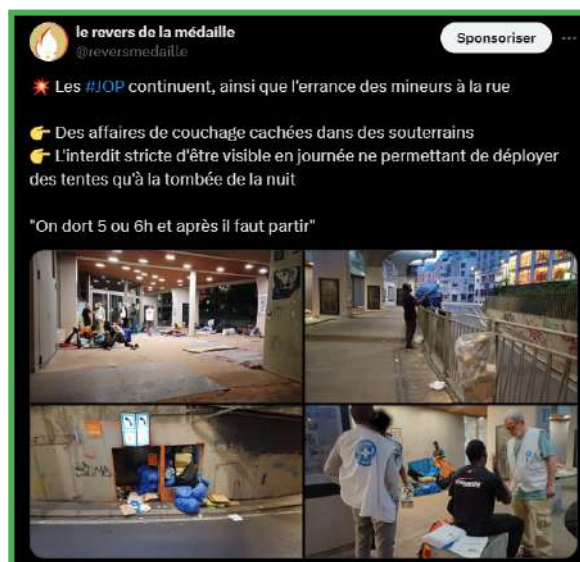 le revers de la médaille
@reversmedaille
Sponsoriser
💥 Les #JOP continuent, ainsi que l'errance des mineurs à la rue
👉 Des affaires de couchage cachées dans des souterrains
👉 L'interdit stricte d'être visible en journée ne permettant de déployer
des tentes qu'à la tombée de la nuit
"On dort 5 ou 6h et après il faut partir"